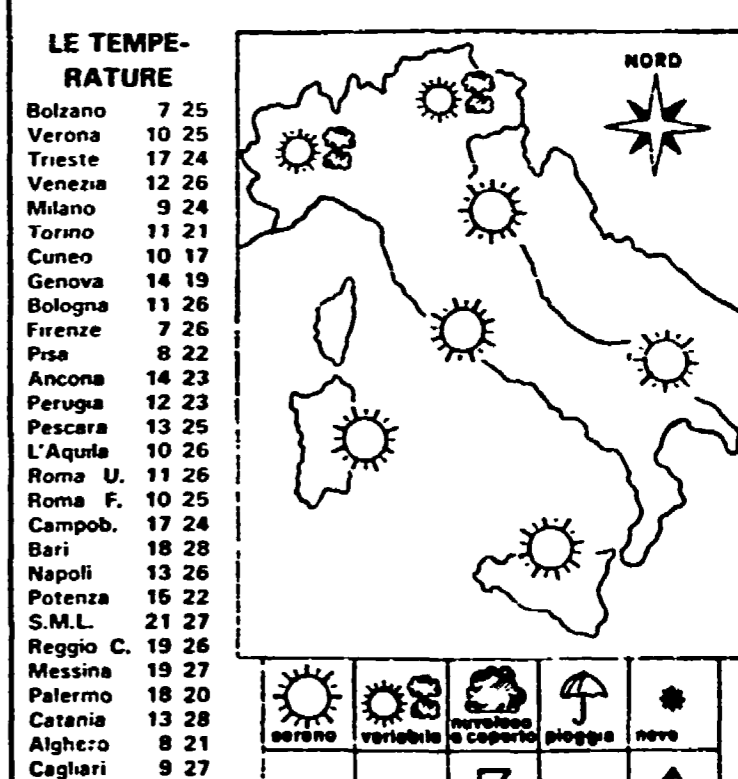 LE TEMPE-
RATURE
Bolzano 7 25
Verona 10 25
Trieste 17 24
Venezia 12 26
Milano 9 24
Torino 11 21
Cuneo 10 17
Genova 14 19
Bologna 11 26
Firenze 7 26
Pisa 8 22
Ancona 14 23
Perugia 12 23
Pescara 13 25
L'Aquila 10 26
Roma U. 11 26
Roma F. 10 25
Campob. 17 24
Bari 18 28
Napoli 13 26
Potenza 15 22
S.M.L. 21 27
Reggio C. 19 26
Messina 19 27
Palermo 18 20
Catania 13 28
Alghero 8 21
Cagliari 9 27
NORD
sereno
variabile
nuvoloso
o coperto
pioggia
neve